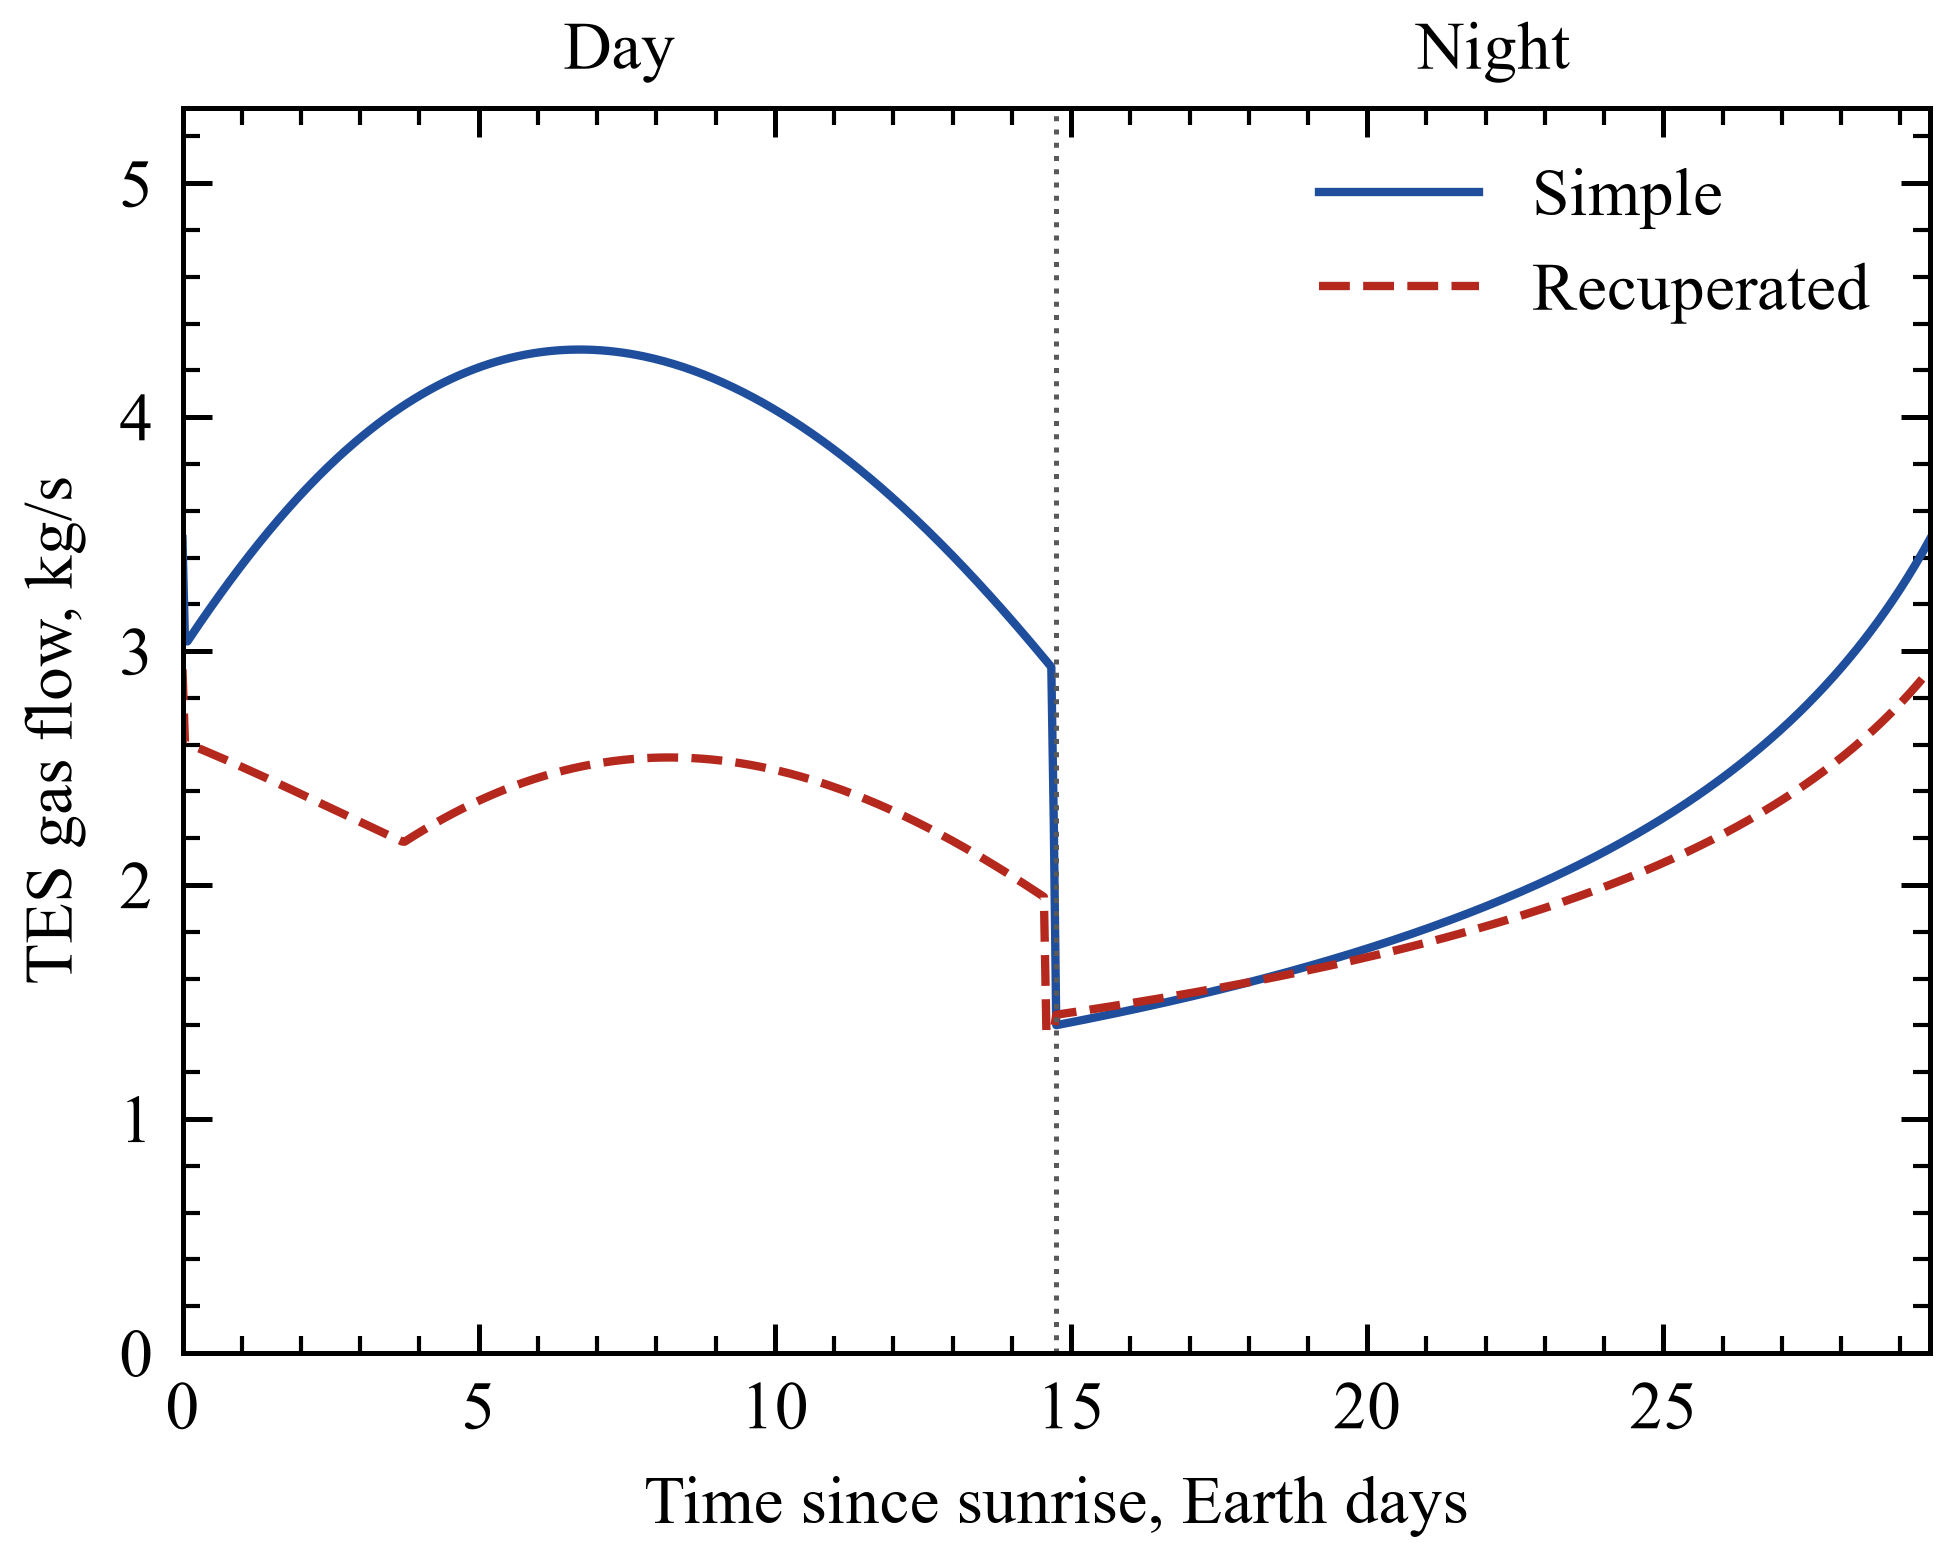 Day
Night
Simple
Recuperated
TES gas flow, kg/s
5
4
3
2
1
0
0
5
10
15
20
25
Time since sunrise, Earth days